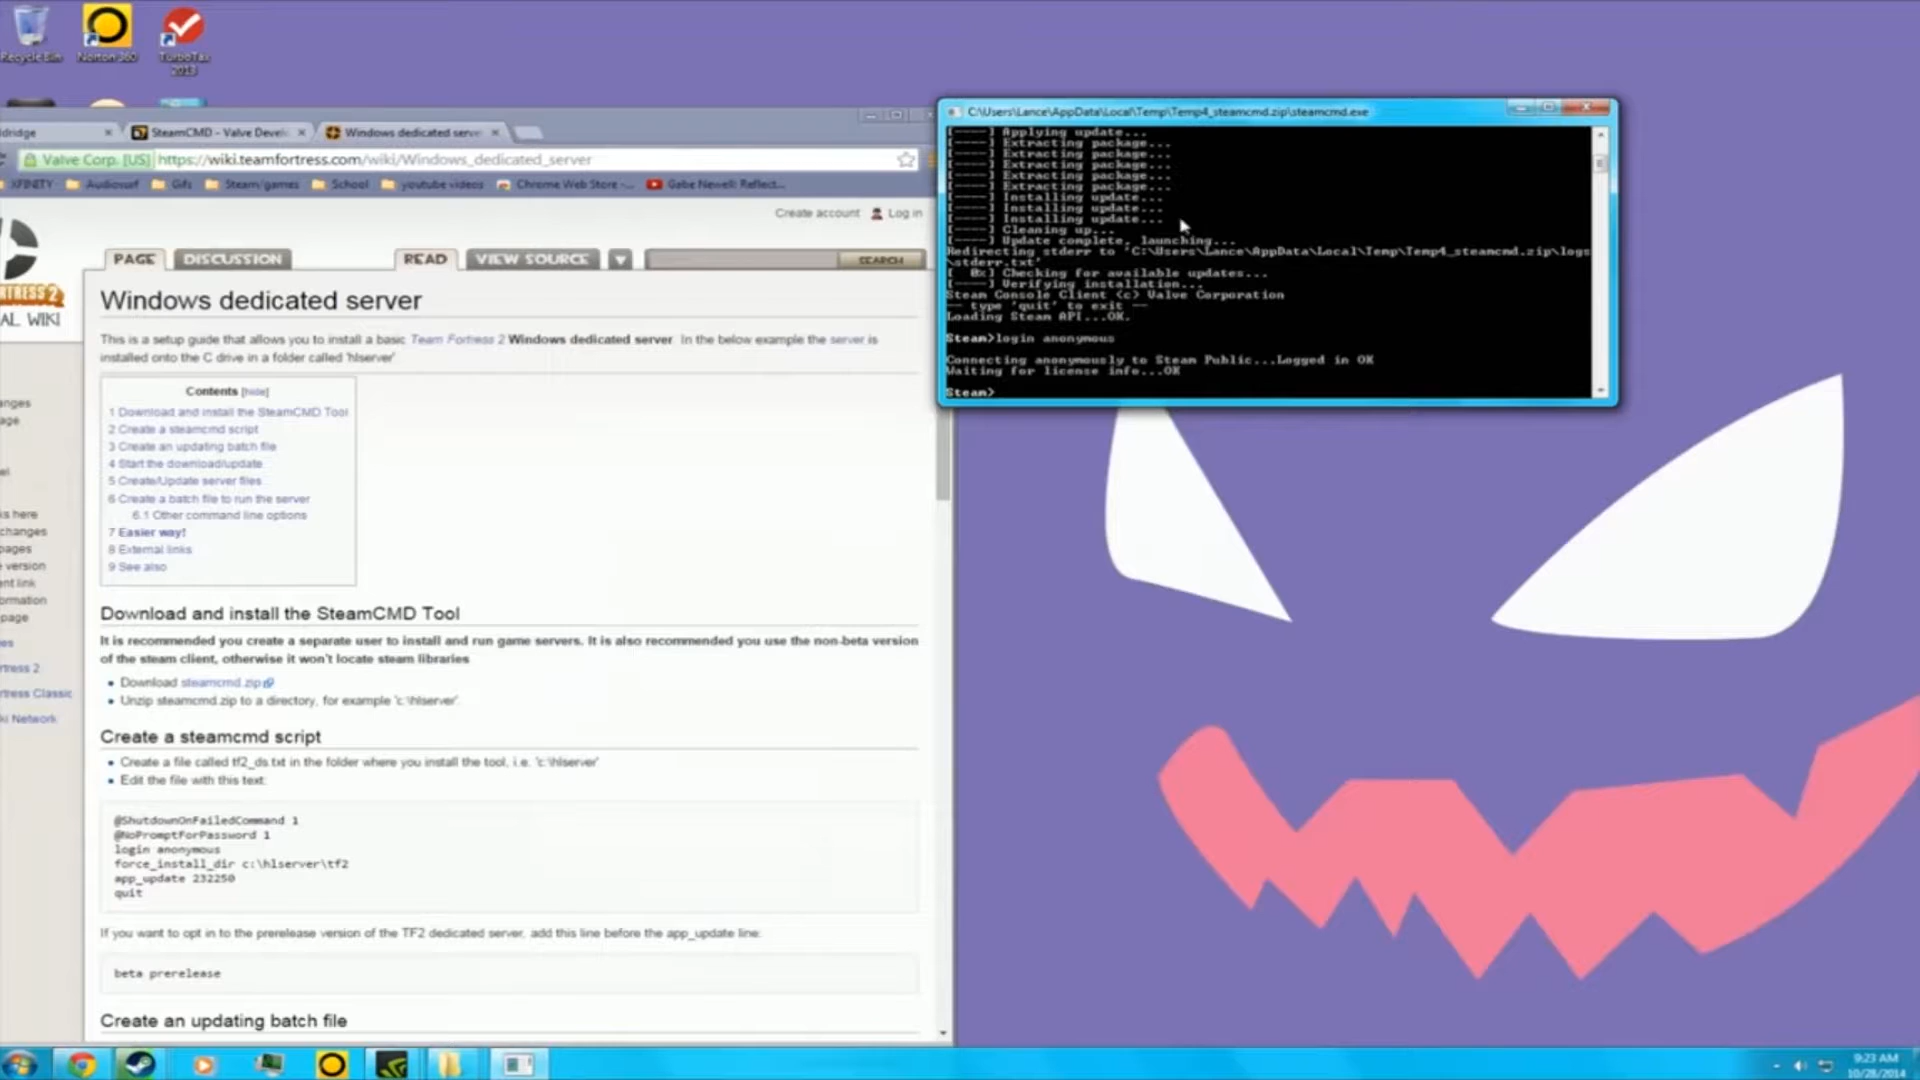 Recycle Bin
Norton 360
TurboTax 2013
SteamCMD - Valve Devel
Windows dedicated serve
Valve Corp. [US] https://wiki.teamfortress.com/wiki/Windows_dedicated_server
XFINITY Audiosurf Gifs Steam/games School youtube videos Chrome Web Store -... Gabe Newell: Reflect...
Create account Log in
PAGE DISCUSSION READ VIEW SOURCE SEARCH
Windows dedicated server
This is a setup guide that allows you to install a basic Team Fortress 2 Windows dedicated server. In the below example the server is
installed onto the C drive in a folder called 'hlserver'
Contents [hide]
1 Download and install the SteamCMD Tool
2 Create a steamcmd script
3 Create an updating batch file
4 Start the download/update
5 Create/Update server files
6 Create a batch file to run the server
6.1 Other command line options
7 Easier way!
8 External links
9 See also
Download and install the SteamCMD Tool
It is recommended you create a separate user to install and run game servers. It is also recommended you use the non-beta version
of the steam client, otherwise it won't locate steam libraries
Download steamcmd.zip
Unzip steamcmd.zip to a directory, for example 'c:\hlserver'.
Create a steamcmd script
Create a file called tf2_ds.txt in the folder where you install the tool, i.e. 'c:\hlserver'
Edit the file with this text:
@ShutdownOnFailedCommand 1
@NoPromptForPassword 1
login anonymous
force_install_dir c:\hlserver\tf2
app_update 232250
quit
If you want to opt in to the prerelease version of the TF2 dedicated server, add this line before the app_update line:
beta prerelease
Create an updating batch file
C:\Users\Lance\AppData\Local\Temp\Temp4_steamcmd.zip\steamcmd.exe
[----] Applying update...
[----] Extracting package...
[----] Extracting package...
[----] Extracting package...
[----] Extracting package...
[----] Extracting package...
[----] Installing update...
[----] Installing update...
[----] Installing update...
[----] Cleaning up...
[----] Update complete, launching...
Redirecting stderr to 'C:\Users\Lance\AppData\Local\Temp\Temp4_steamcmd.zip\logs
\stderr.txt'
[  0%] Checking for available updates...
[----] Verifying installation...
Steam Console Client (c) Valve Corporation
-- type 'quit' to exit --
Loading Steam API...OK.
Steam>login anonymous
Connecting anonymously to Steam Public...Logged in OK
Waiting for license info...OK
Steam>
9:23 AM
10/28/2014